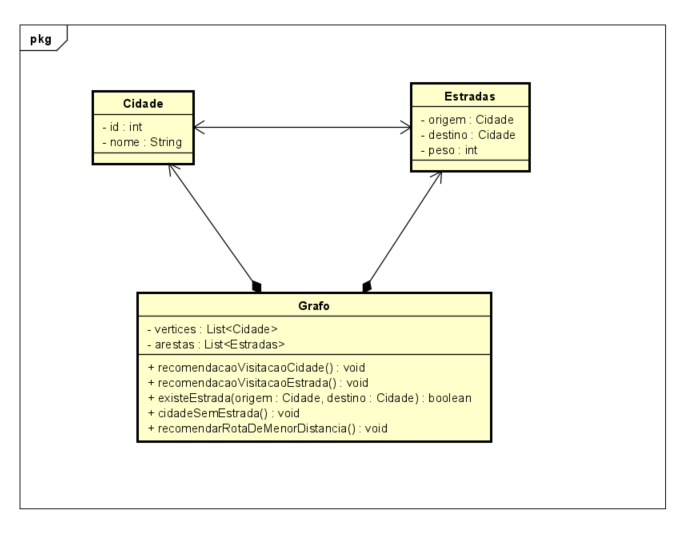 pkg
Cidade
- id : int
- nome : String
Estradas
- origem : Cidade
- destino : Cidade
- peso : int
Grafo
- vertices : List<Cidade>
- arestas : List<Estradas>
+ recomendacaoVisitacaoCidade() : void
+ recomendacaoVisitacaoEstrada() : void
+ existeEstrada(origem : Cidade, destino : Cidade) : boolean
+ cidadeSemEstrada() : void
+ recomendarRotaDeMenorDistancia() : void